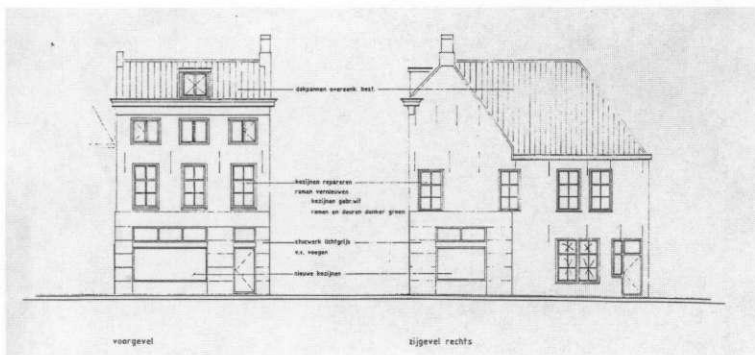 dakpannen overaank best.
kozijnen repareren
ramen vernieuwen
kozijnen gebr.wit
ramen en deuren donker groen
stucwerk lichtgrijs
v.v. voegen
nieuwe kozijnen
voorgevel
zijgevel rechts